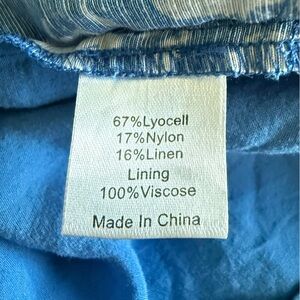 67%Lyocell
17%Nylon
16%Linen
Lining
100%Viscose
Made In China